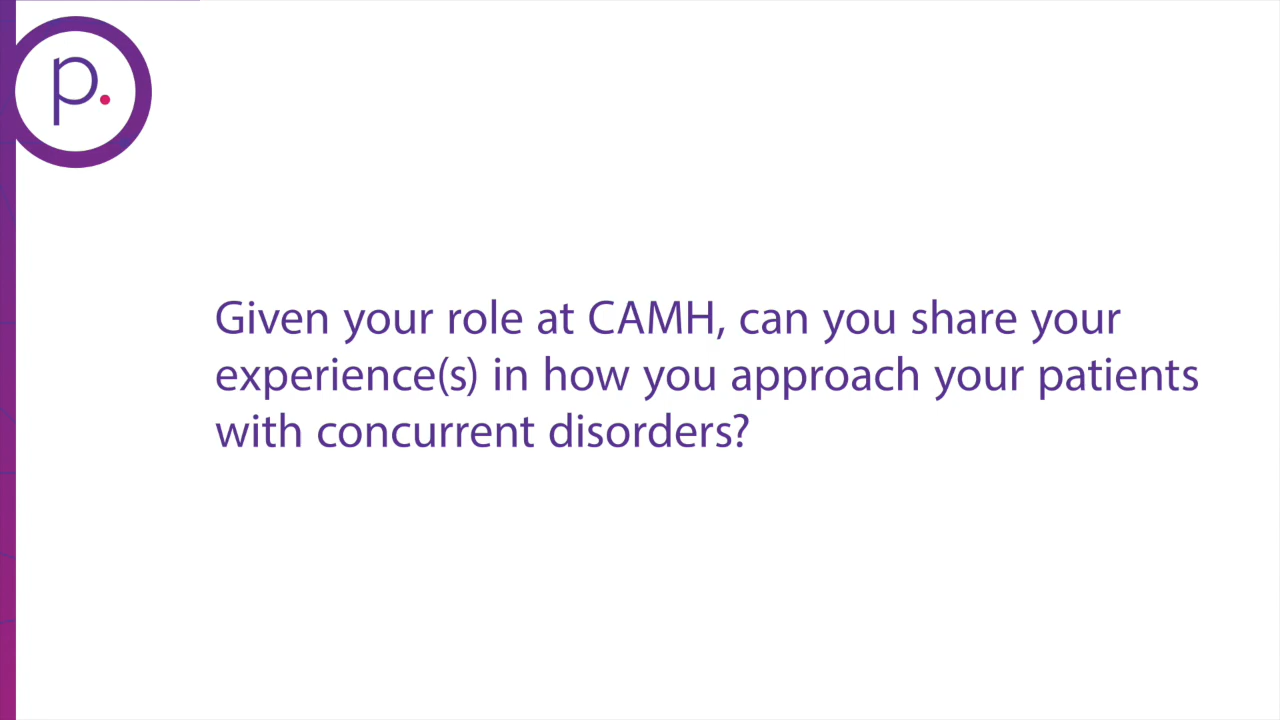 p.
Given your role at CAMH, can you share your
experience(s) in how you approach your patients
with concurrent disorders?